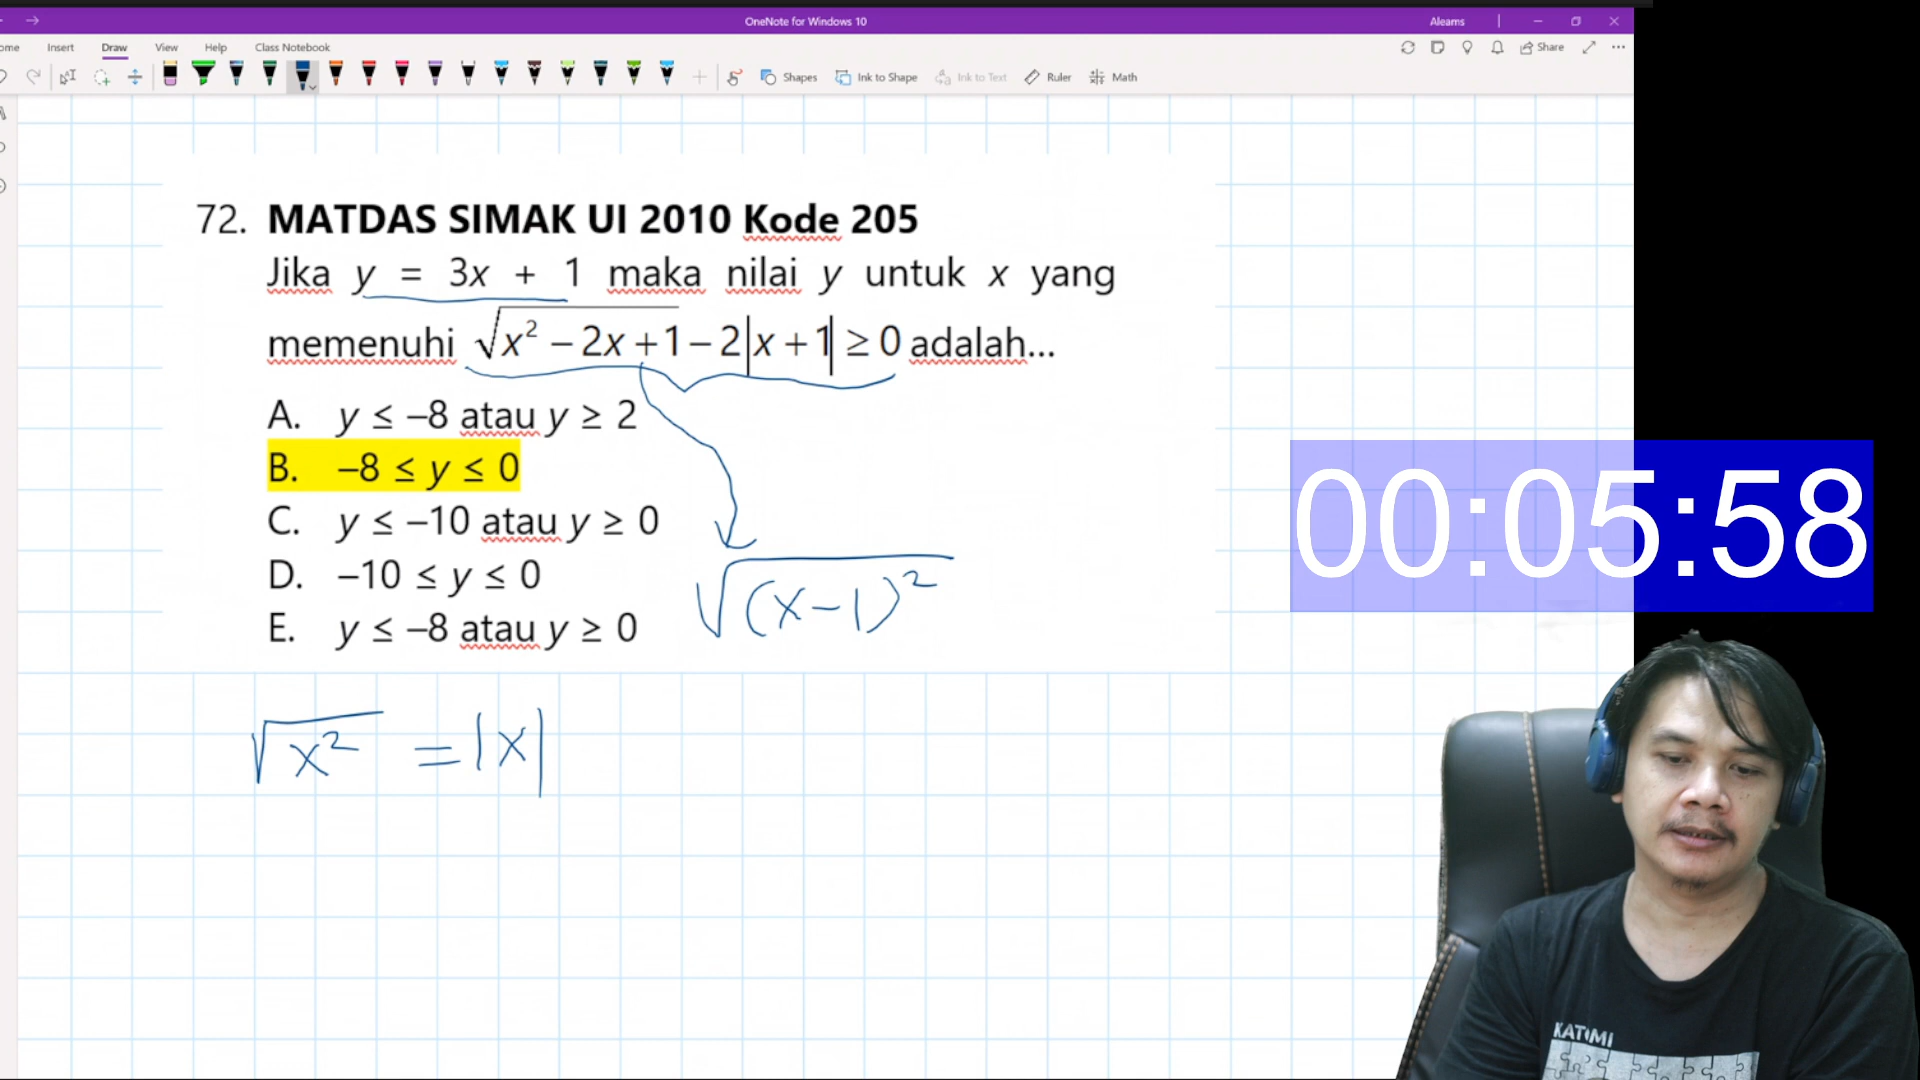 OneNote for Windows 10
Aleams
ome Insert Draw View Help Class Notebook
Share
Shapes Ink to Shape Ink to Text Ruler Math
72. MATDAS SIMAK UI 2010 Kode 205
Jika y = 3x + 1 maka nilai y untuk x yang
memenuhi √(x² − 2x + 1) − 2|x + 1| ≥ 0 adalah...
A. y ≤ –8 atau y ≥ 2
B. –8 ≤ y ≤ 0
C. y ≤ –10 atau y ≥ 0
D. –10 ≤ y ≤ 0
E. y ≤ –8 atau y ≥ 0
√(x−1)²
√x² = |x|
00:05:58
KATOMI